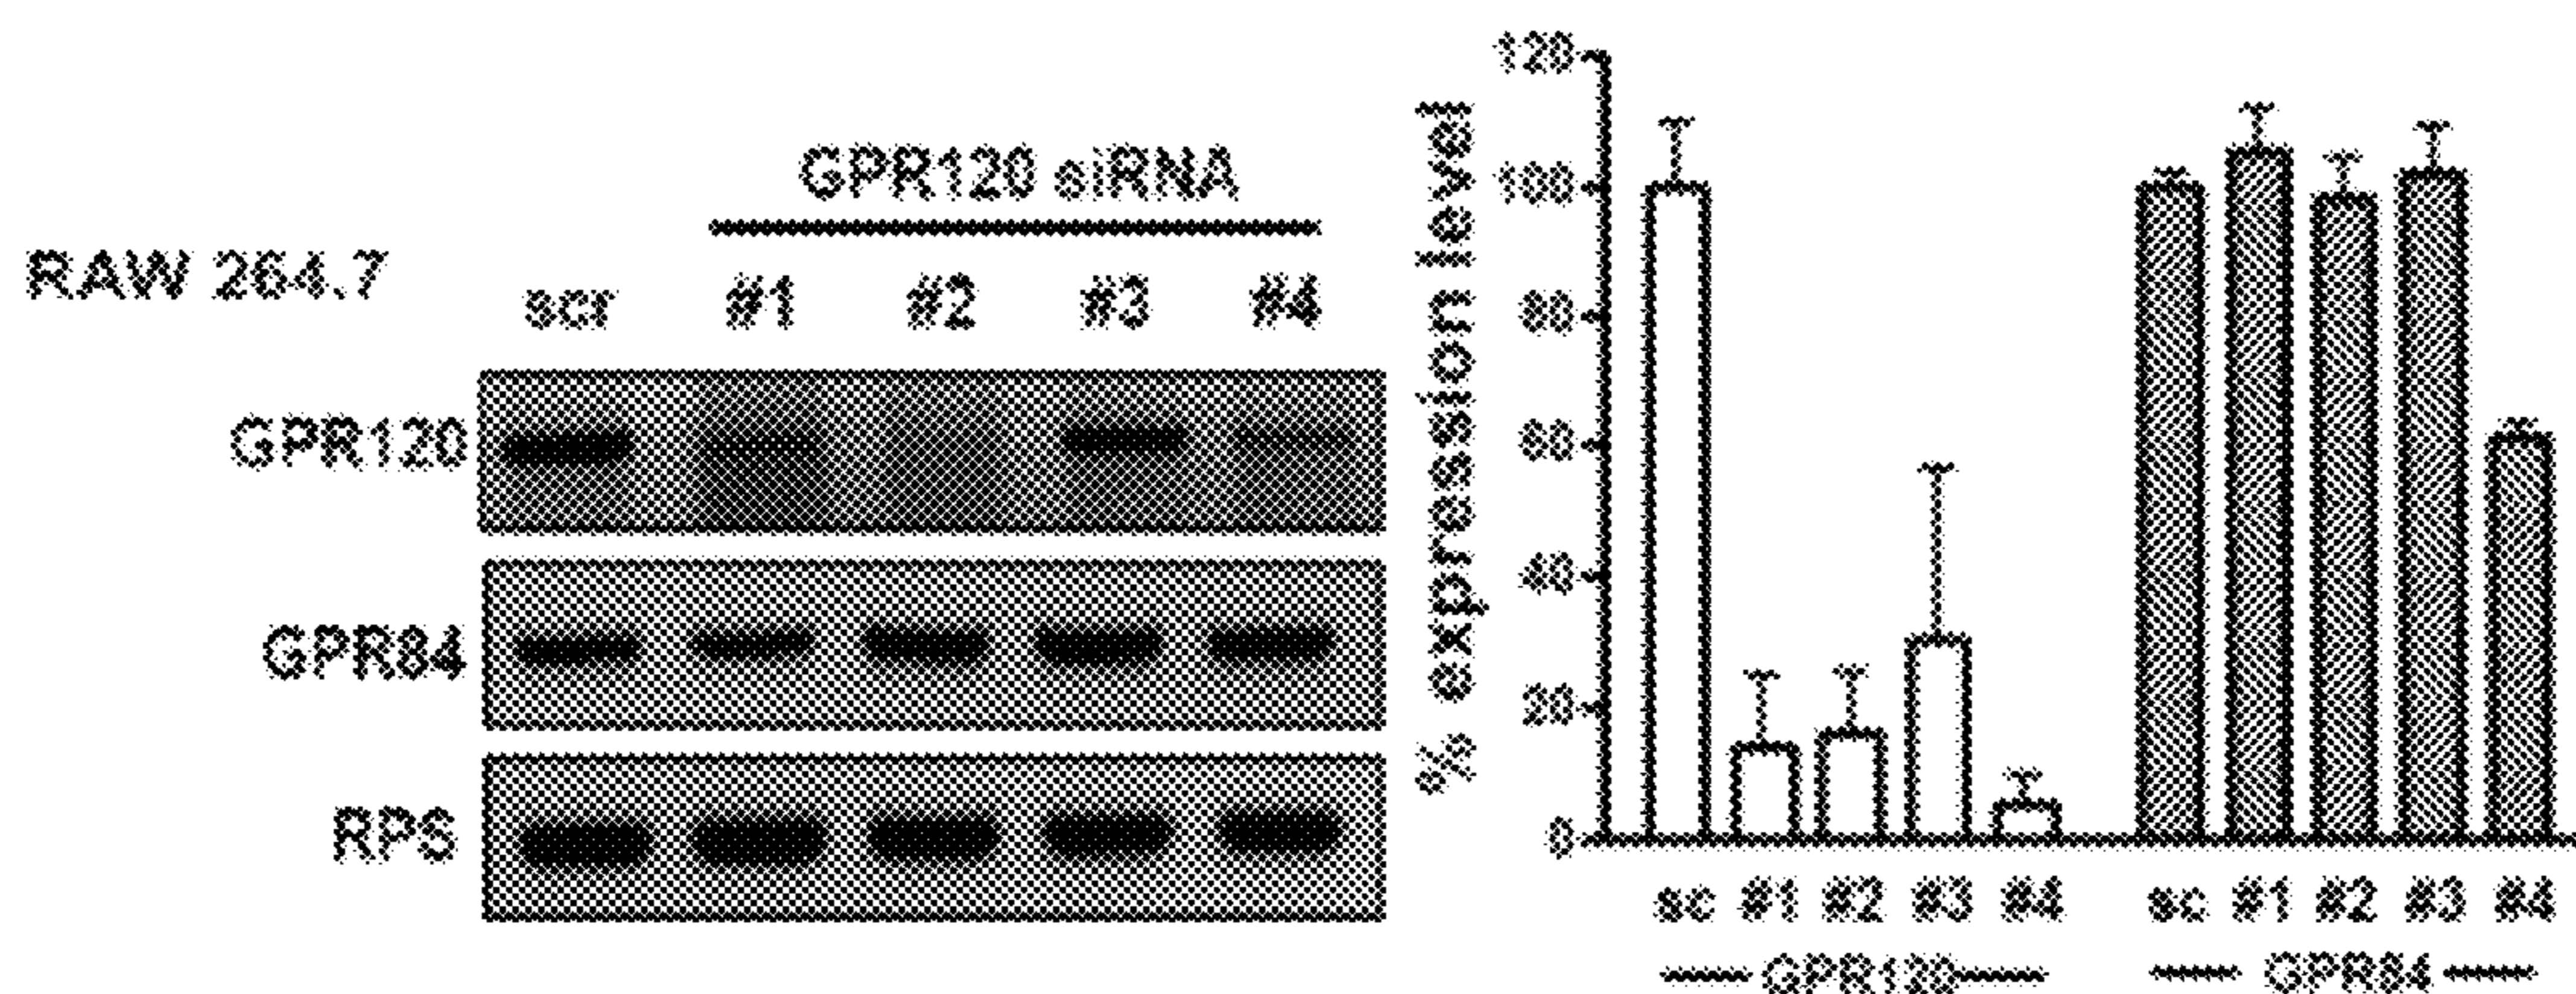 GPR120 siRNA
RAW 264.7
scr #1 #2 #3 #4
GPR120
GPR84
RPS
% expression level
120
100
80
60
40
20
0
sc #1 #2 #3 #4 sc #1 #2 #3 #4
GPR120 GPR84